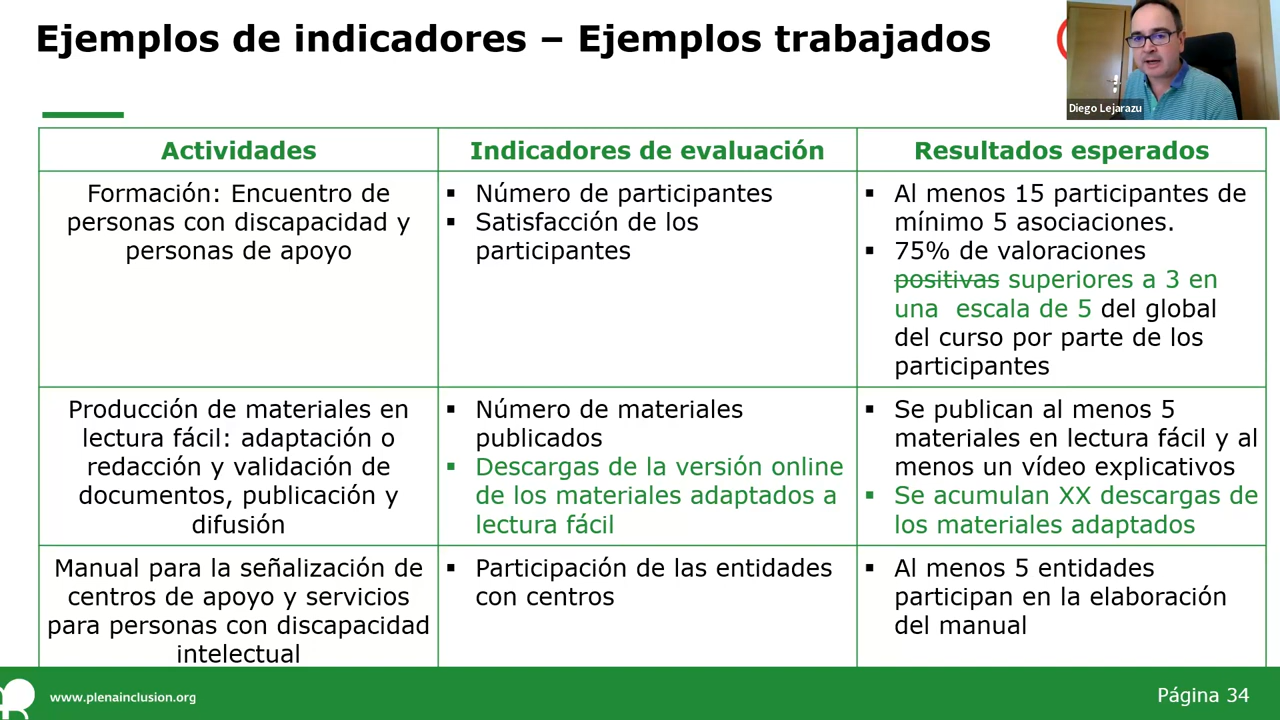 Ejemplos de indicadores – Ejemplos trabajados
Diego Lejarazu
Actividades
Indicadores de evaluación
Resultados esperados
Formación: Encuentro de
personas con discapacidad y
personas de apoyo
▪ Número de participantes
▪ Satisfacción de los
participantes
▪ Al menos 15 participantes de
mínimo 5 asociaciones.
▪ 75% de valoraciones
positivas superiores a 3 en
una escala de 5 del global
del curso por parte de los
participantes
Producción de materiales en
lectura fácil: adaptación o
redacción y validación de
documentos, publicación y
difusión
▪ Número de materiales
publicados
▪ Descargas de la versión online
de los materiales adaptados a
lectura fácil
▪ Se publican al menos 5
materiales en lectura fácil y al
menos un vídeo explicativos
▪ Se acumulan XX descargas de
los materiales adaptados
Manual para la señalización de
centros de apoyo y servicios
para personas con discapacidad
intelectual
▪ Participación de las entidades
con centros
▪ Al menos 5 entidades
participan en la elaboración
del manual
www.plenainclusion.org
Página 34